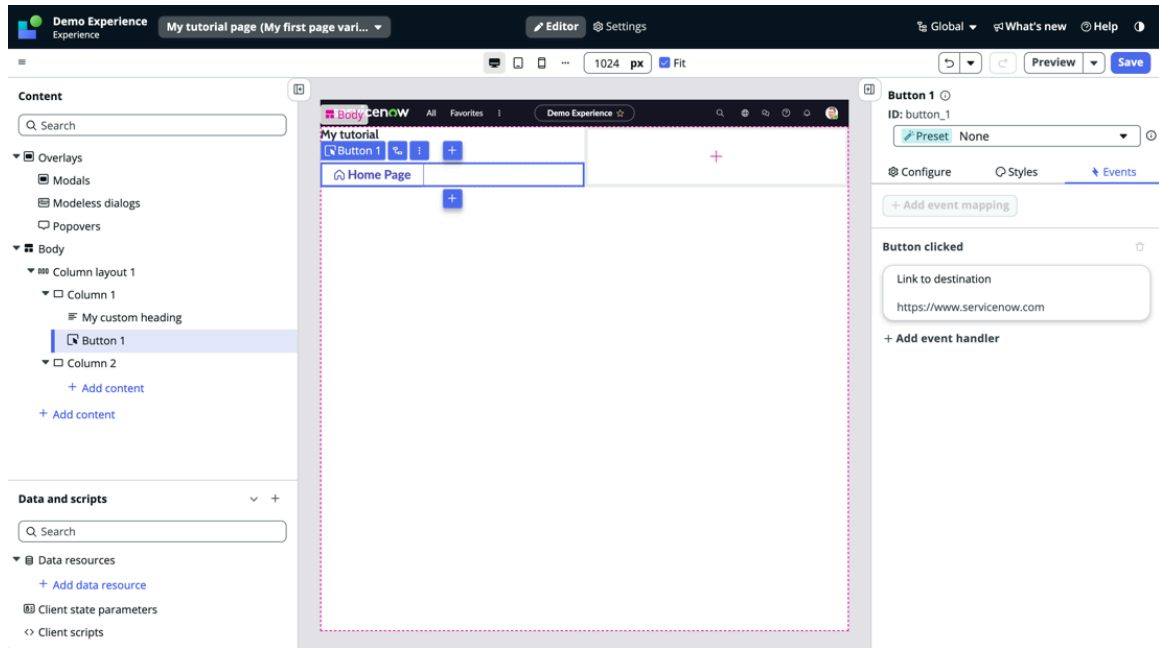 Demo Experience
Experience
My tutorial page (My first page vari...
Editor
Settings
Global
What's new
Help
1024 px
Fit
Preview
Save
Content
Search
Overlays
Modals
Modeless dialogs
Popovers
Body
Column layout 1
Column 1
My custom heading
Button 1
Column 2
+ Add content
+ Add content
Data and scripts
Search
Data resources
+ Add data resource
Client state parameters
Client scripts
Body
cenow
All
Favorites
Demo Experience
My tutorial
Button 1
Home Page
Button 1
ID: button_1
Preset None
Configure
Styles
Events
+ Add event mapping
Button clicked
Link to destination
https://www.servicenow.com
+ Add event handler